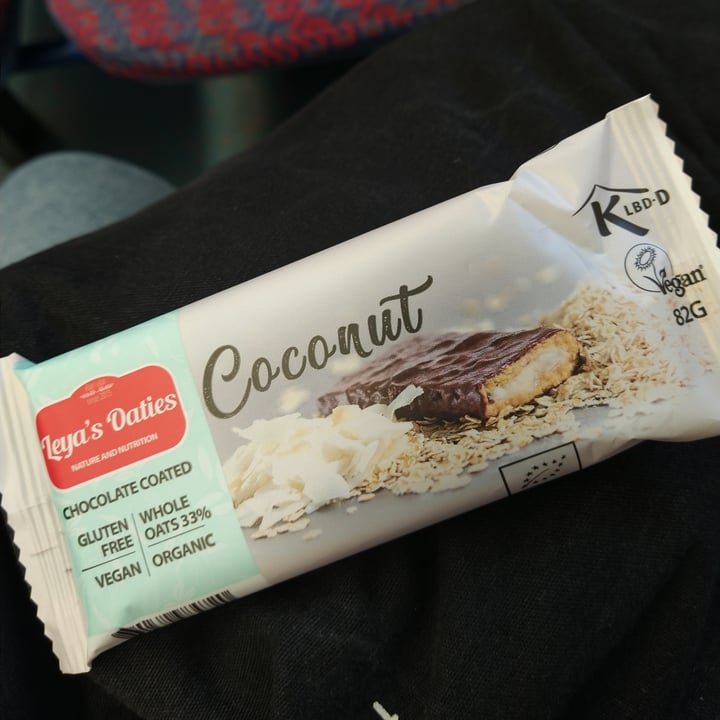 Leya's Oaties
NATURE AND NUTRITION
CHOCOLATE COATED
GLUTEN FREE
WHOLE OATS 33%
VEGAN
ORGANIC
Coconut
K LBD-D
Vegan
82G